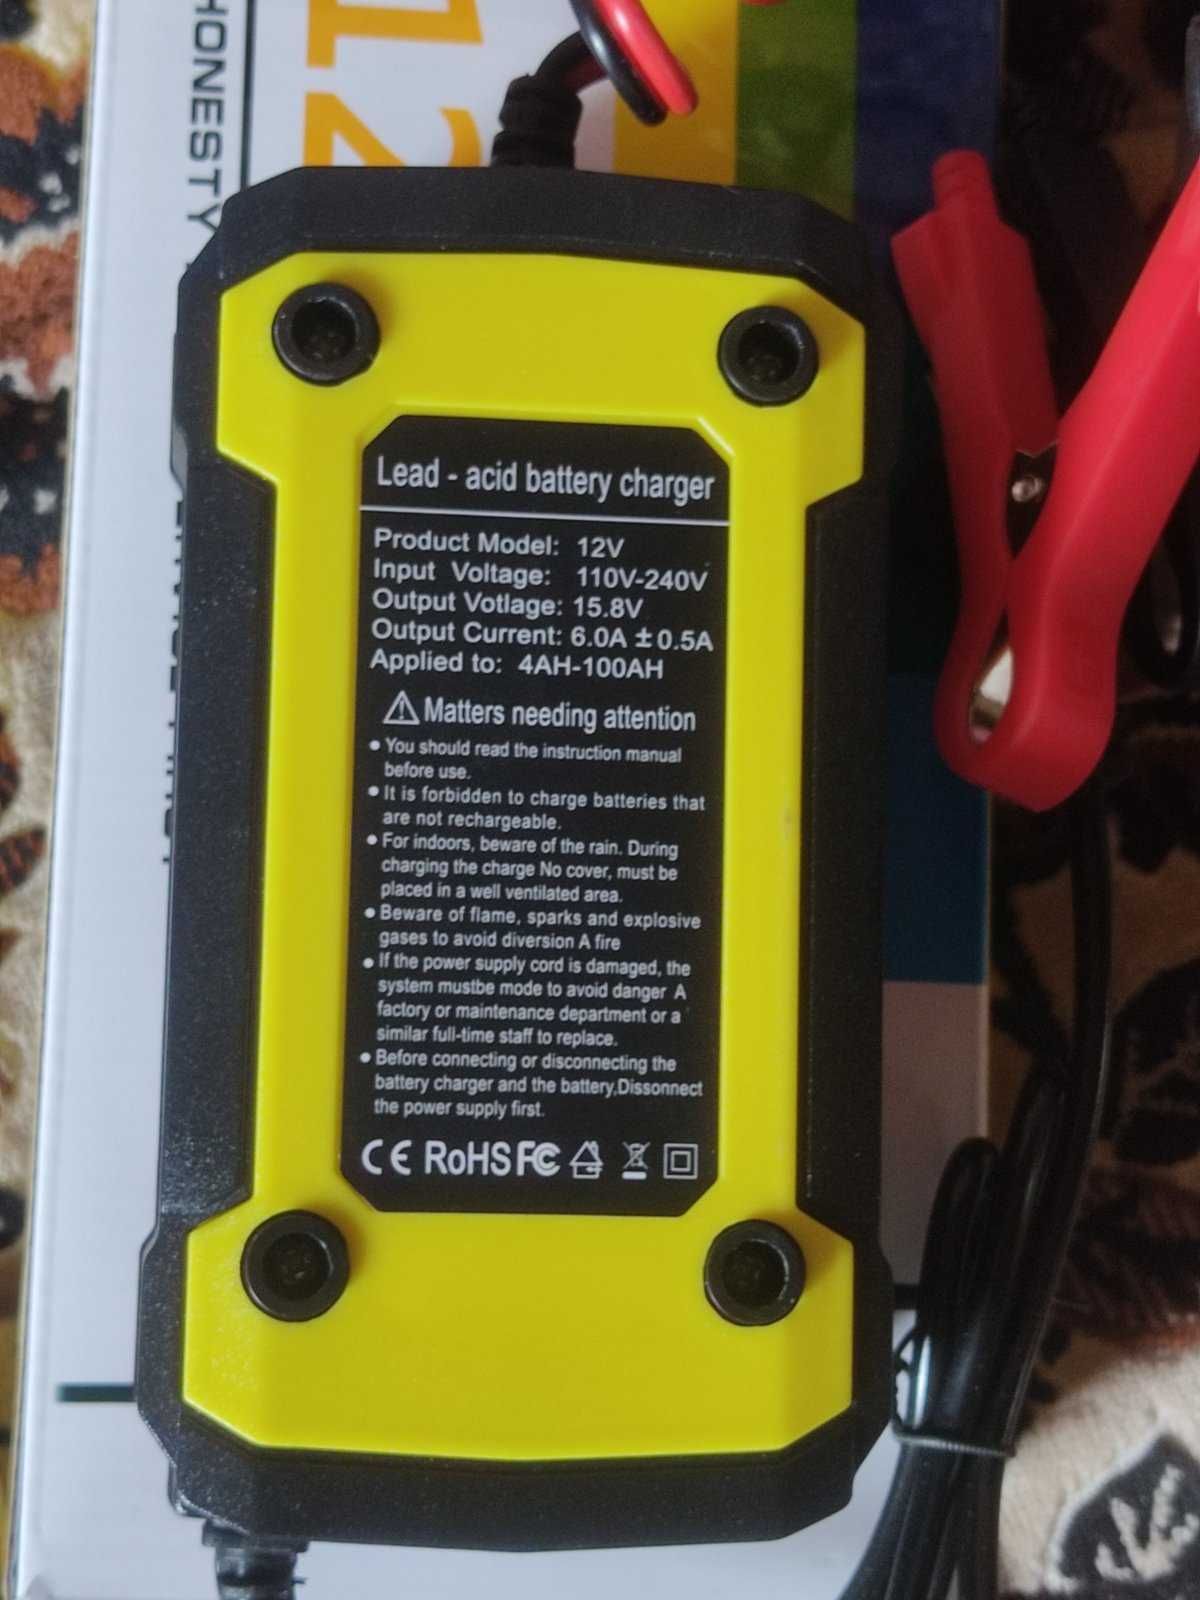 HONESTY
12
Lead - acid battery charger
Product Model: 12V
Input Voltage: 110V-240V
Output Votlage: 15.8V
Output Current: 6.0A ±0.5A
Applied to: 4AH-100AH
Matters needing attention
● You should read the instruction manual
before use.
● It is forbidden to charge batteries that
are not rechargeable.
● For indoors, beware of the rain. During
charging the charge No cover, must be
placed in a well ventilated area.
● Beware of flame, sparks and explosive
gases to avoid diversion A fire
● If the power supply cord is damaged, the
system mustbe mode to avoid danger A
factory or maintenance department or a
similar full-time staff to replace.
● Before connecting or disconnecting the
battery charger and the battery,Dissonnect
the power supply first.
CE RoHS FC